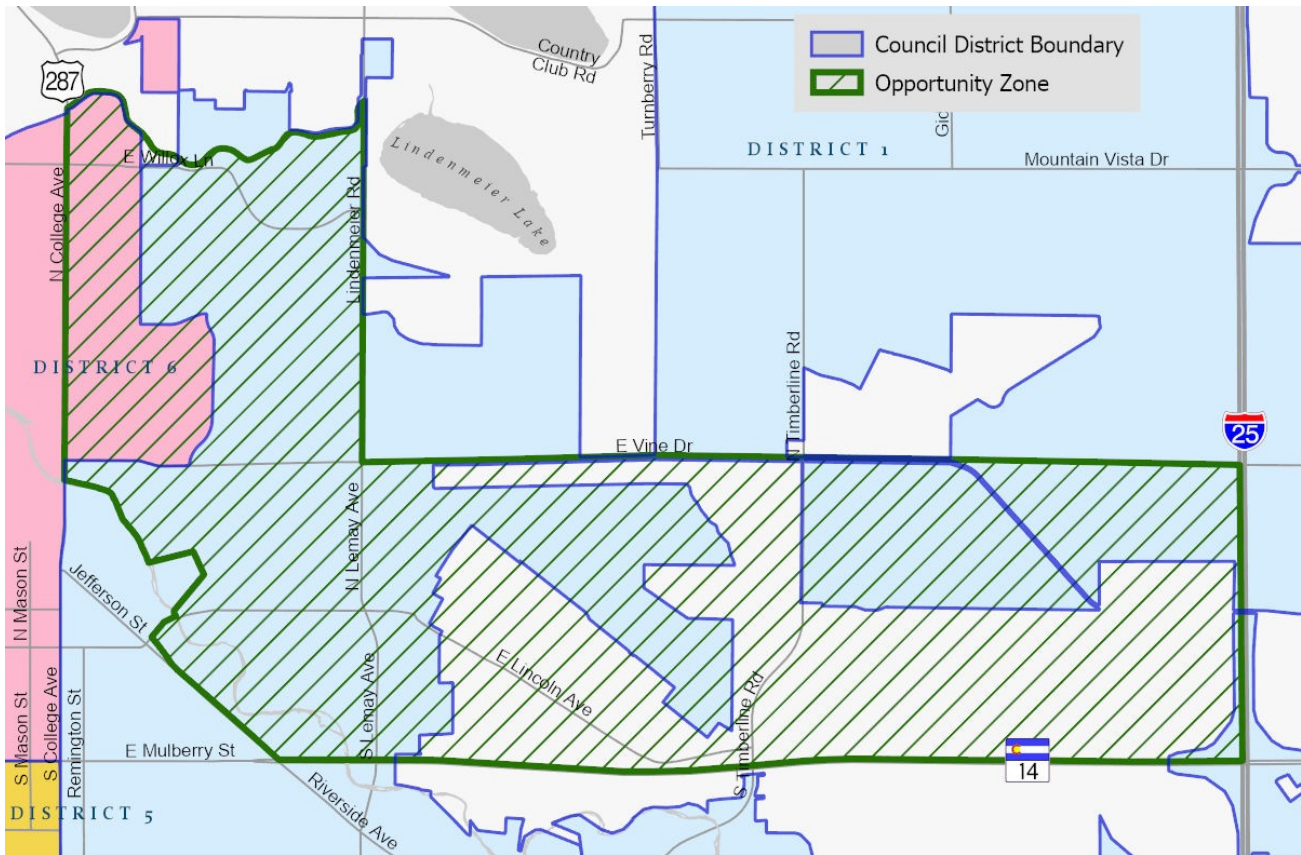 Council District Boundary
Opportunity Zone
287
Country
Club Rd
Turnberry Rd
DISTRICT 1
Mountain Vista Dr
E Willox Ln
Lindenmeier Lake
N College Ave
Lindenmeier Rd
DISTRICT 6
N Timberline Rd
E Vine Dr
25
N Lemay Ave
N Mason St
Jefferson St
E Lincoln Ave
S Lemay Ave
S Timberline Rd
S Mason St
S College Ave
Remington St
E Mulberry St
14
Riverside Ave
DISTRICT 5